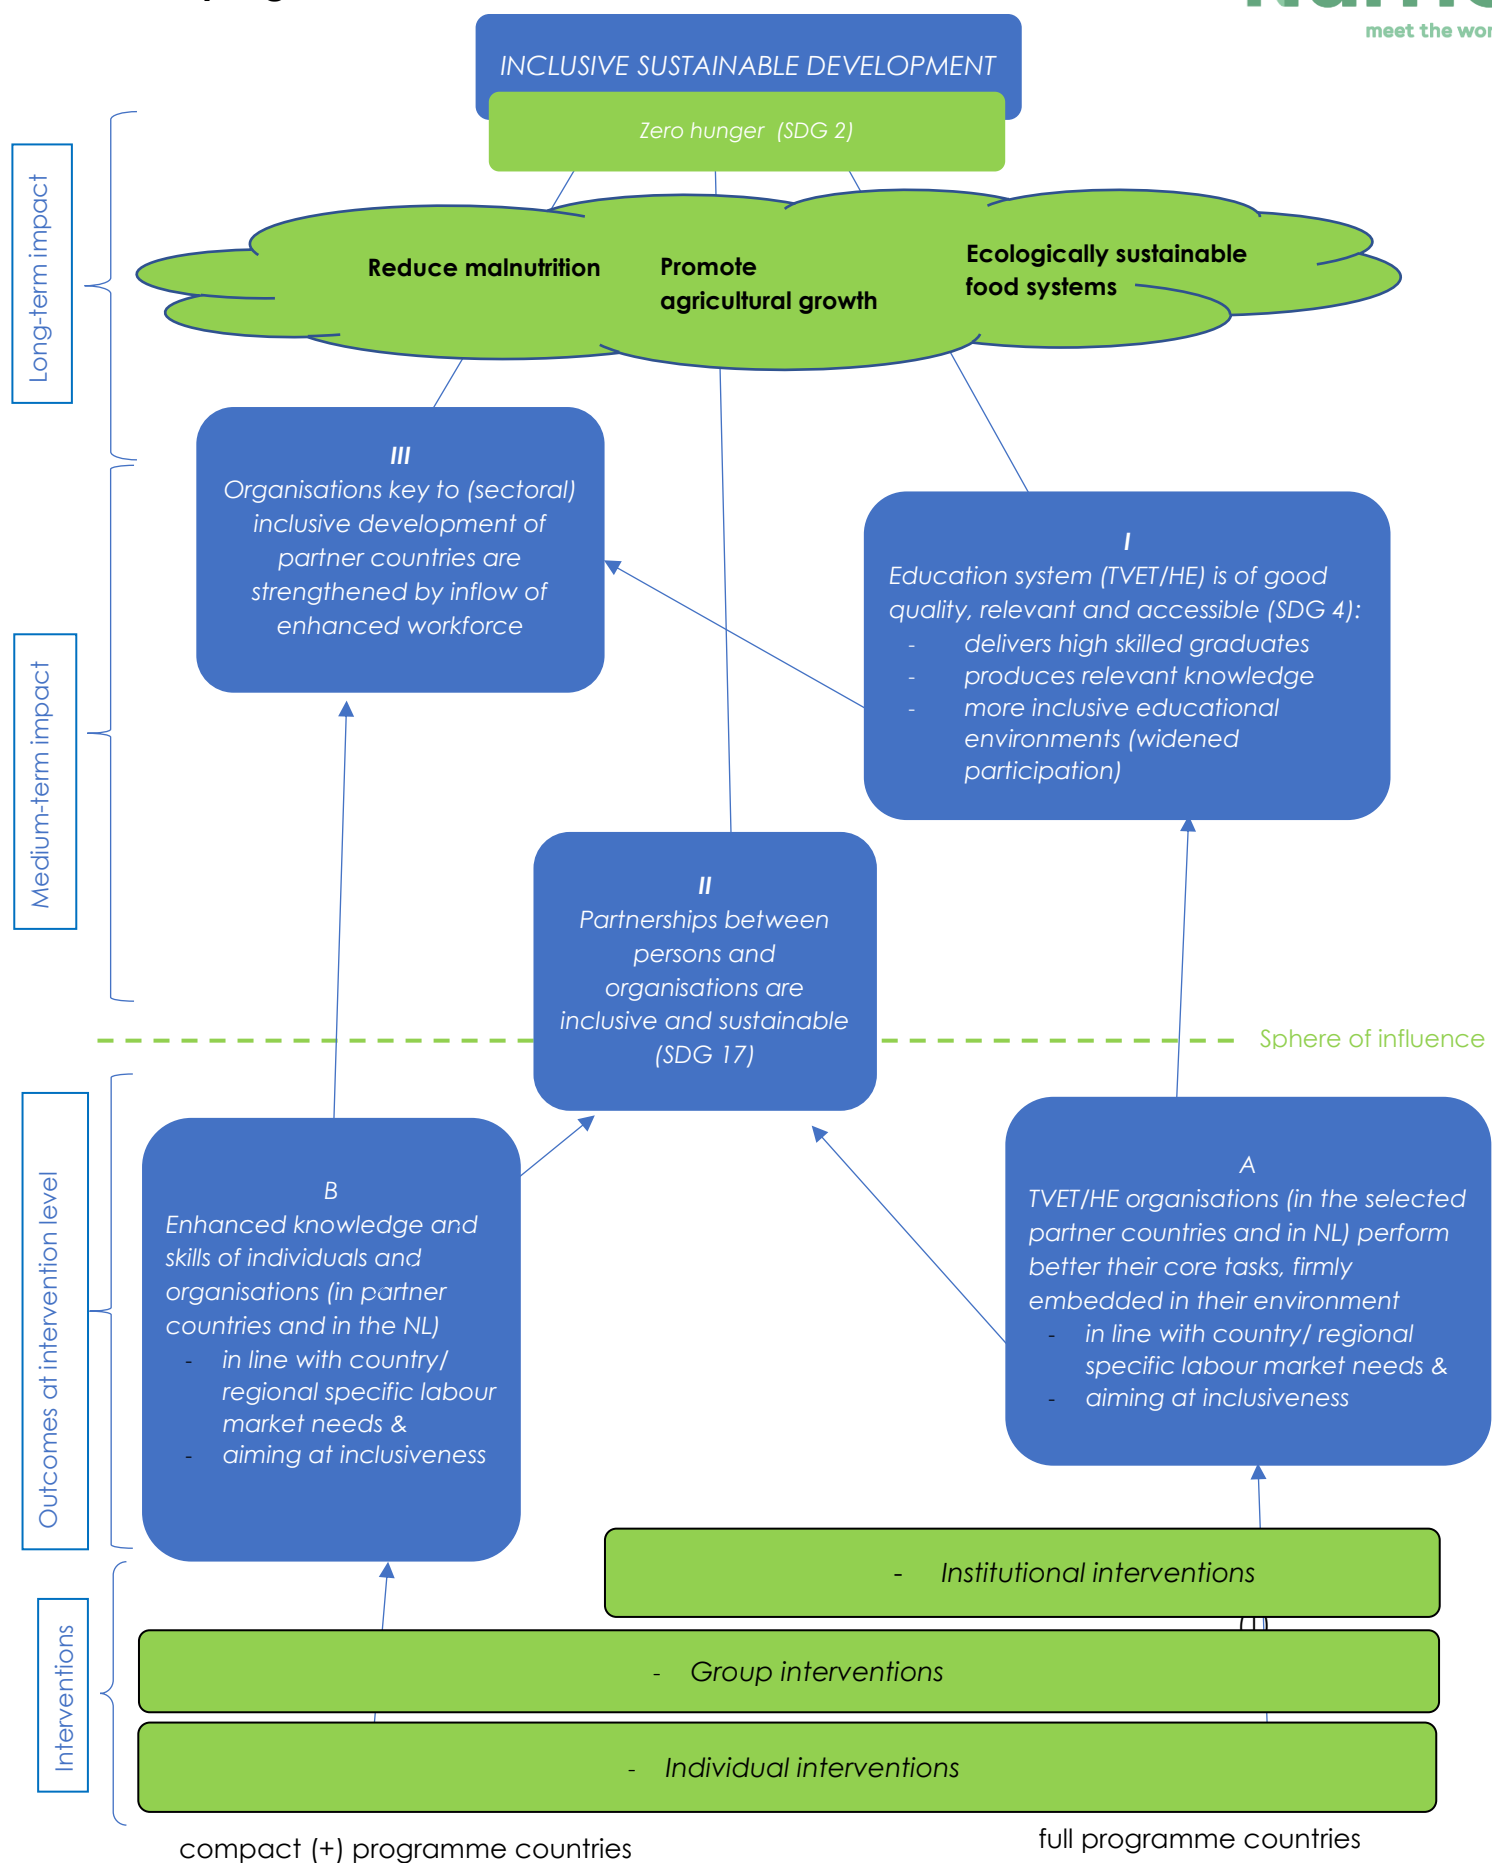 meet the wor
INCLUSIVE SUSTAINABLE DEVELOPMENT
Zero hunger (SDG 2)
Long-term impact
Reduce malnutrition
Promote
agricultural growth
Ecologically sustainable
food systems
III
Organisations key to (sectoral)
inclusive development of
partner countries are
strengthened by inflow of
enhanced workforce
I
Education system (TVET/HE) is of good
quality, relevant and accessible (SDG 4):
- delivers high skilled graduates
- produces relevant knowledge
- more inclusive educational
environments (widened
participation)
Medium-term impact
II
Partnerships between
persons and
organisations are
inclusive and sustainable
(SDG 17)
Sphere of influence
Outcomes at intervention level
B
Enhanced knowledge and
skills of individuals and
organisations (in partner
countries and in the NL)
- in line with country/
regional specific labour
market needs &
- aiming at inclusiveness
A
TVET/HE organisations (in the selected
partner countries and in NL) perform
better their core tasks, firmly
embedded in their environment
- in line with country/ regional
specific labour market needs &
- aiming at inclusiveness
Interventions
- Institutional interventions
- Group interventions
- Individual interventions
compact (+) programme countries
full programme countries